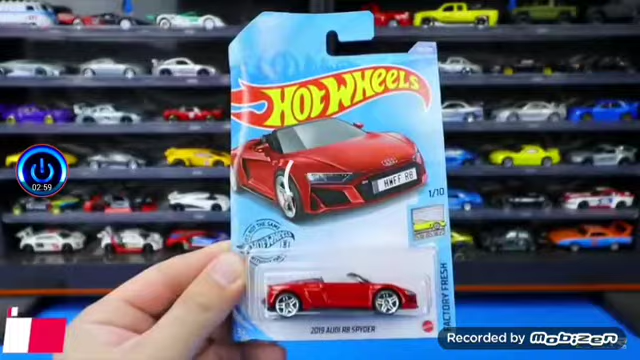 HOT WHEELS
HWFF R8
1/10
FACTORY FRESH
2019 AUDI R8 SPYDER
02:59
Recorded by mobizen